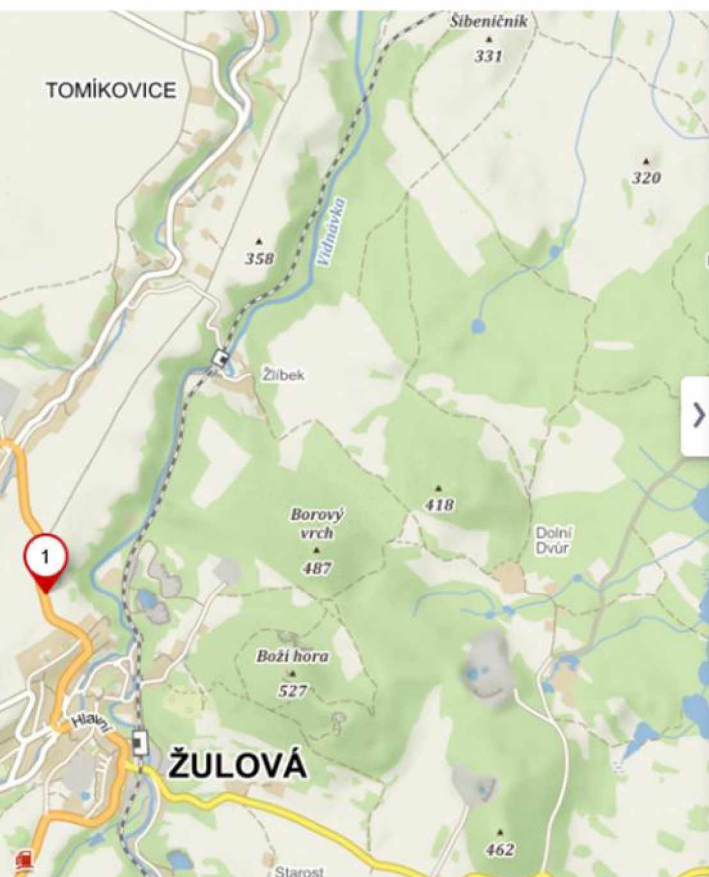 Šibeničník
331
TOMÍKOVICE
320
Vidnávka
358
Žlíbek
418
Borový
vrch
487
Dolní
Dvůr
1
Boží hora
527
Hlavní
ŽULOVÁ
462
Starost